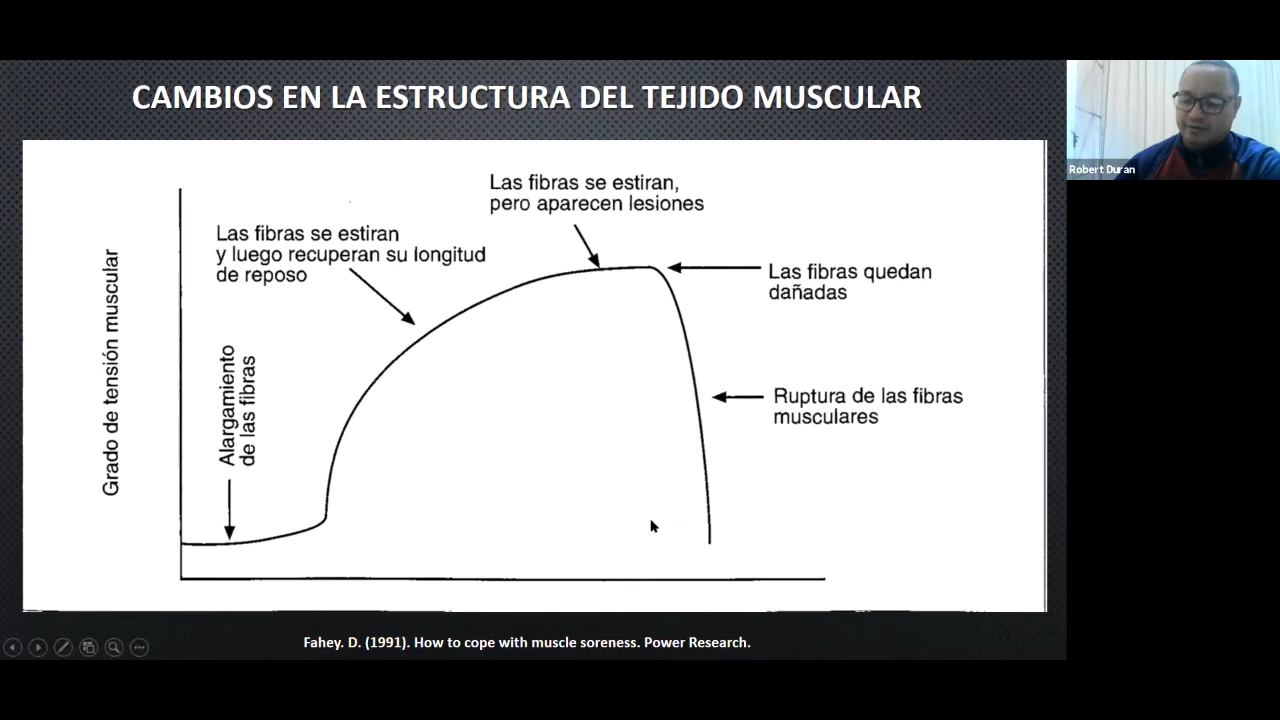 CAMBIOS EN LA ESTRUCTURA DEL TEJIDO MUSCULAR
Robert Duran
Las fibras se estiran,
pero aparecen lesiones
Las fibras se estiran
y luego recuperan su longitud
de reposo
Las fibras quedan
dañadas
Alargamiento
de las fibras
Grado de tensión muscular
Ruptura de las fibras
musculares
Fahey. D. (1991). How to cope with muscle soreness. Power Research.